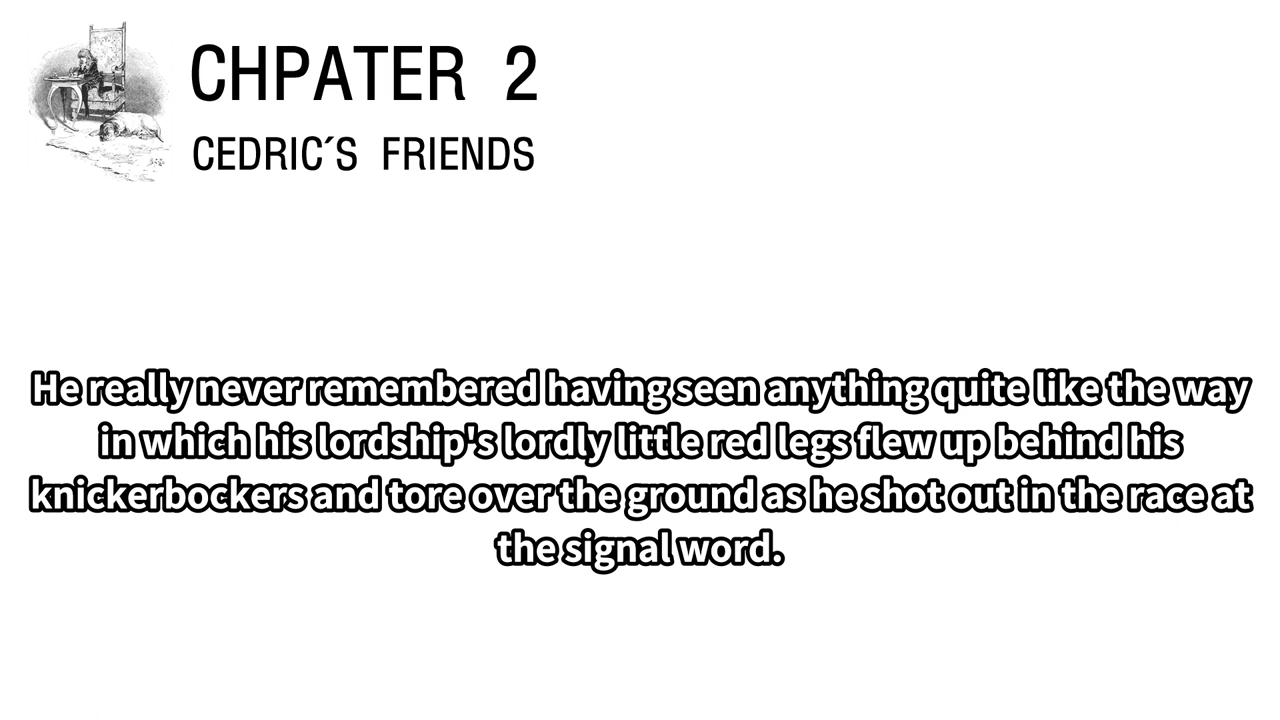 CHPATER 2
CEDRIC´S FRIENDS
He really never remembered having seen anything quite like the way
in which his lordship's lordly little red legs flew up behind his
knickerbockers and tore over the ground as he shot out in the race at
the signal word.